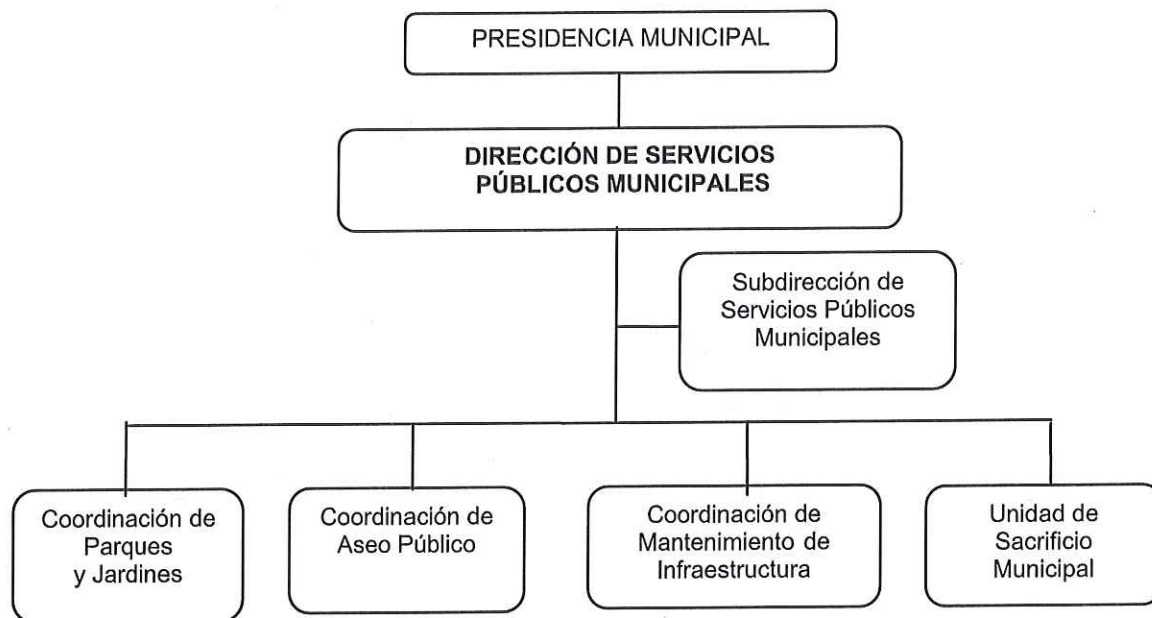 PRESIDENCIA MUNICIPAL
DIRECCIÓN DE SERVICIOS
PÚBLICOS MUNICIPALES
Subdirección de
Servicios Públicos
Municipales
Coordinación de
Parques
y Jardines
Coordinación de
Aseo Público
Coordinación de
Mantenimiento de
Infraestructura
Unidad de
Sacrificio
Municipal